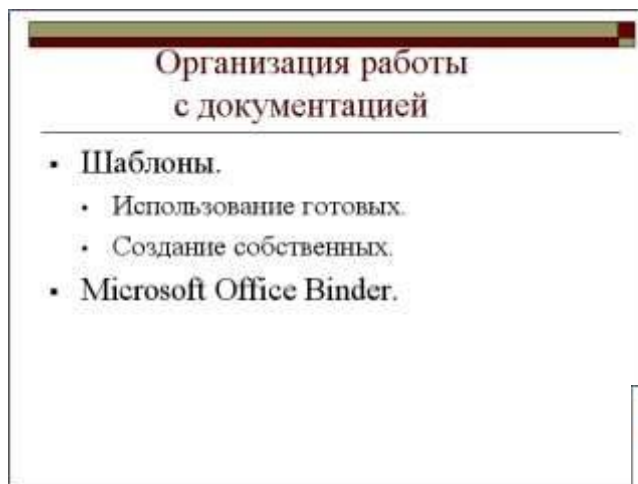 Организация работы
с документацией
Шаблоны.
Использование готовых.
Создание собственных.
Microsoft Office Binder.